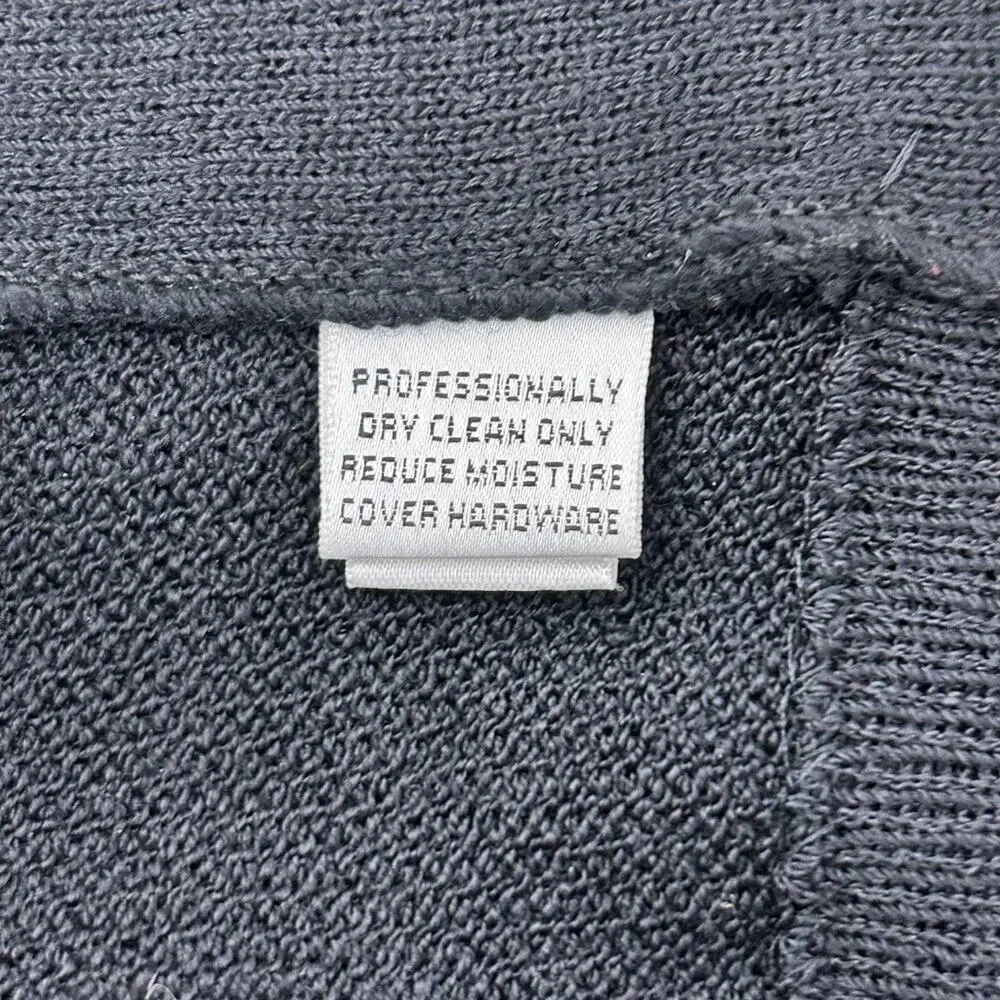 PROFESSIONALLY
DRY CLEAN ONLY
REDUCE MOISTURE
COVER HARDWARE